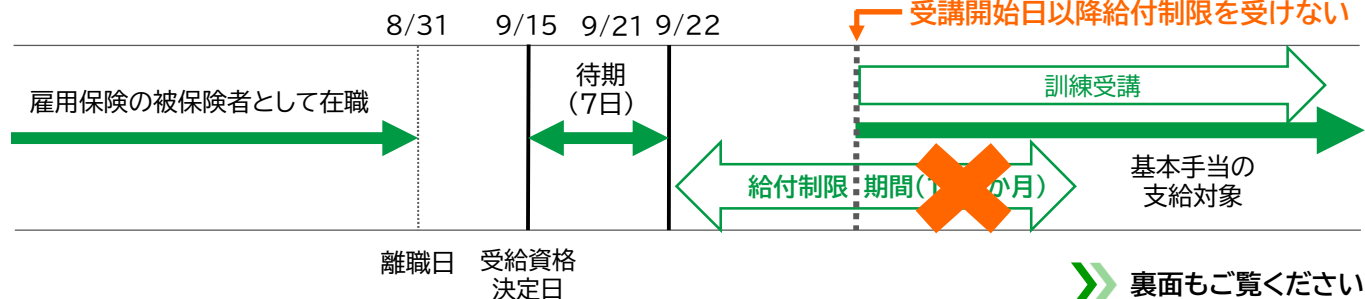 受講開始日以降給付制限を受けない
8/31 9/15 9/21 9/22
待期
(7日)
雇用保険の被保険者として在職
訓練受講
給付制限 期間(1 か月)
基本手当の
支給対象
離職日
受給資格
決定日
裏面もご覧ください